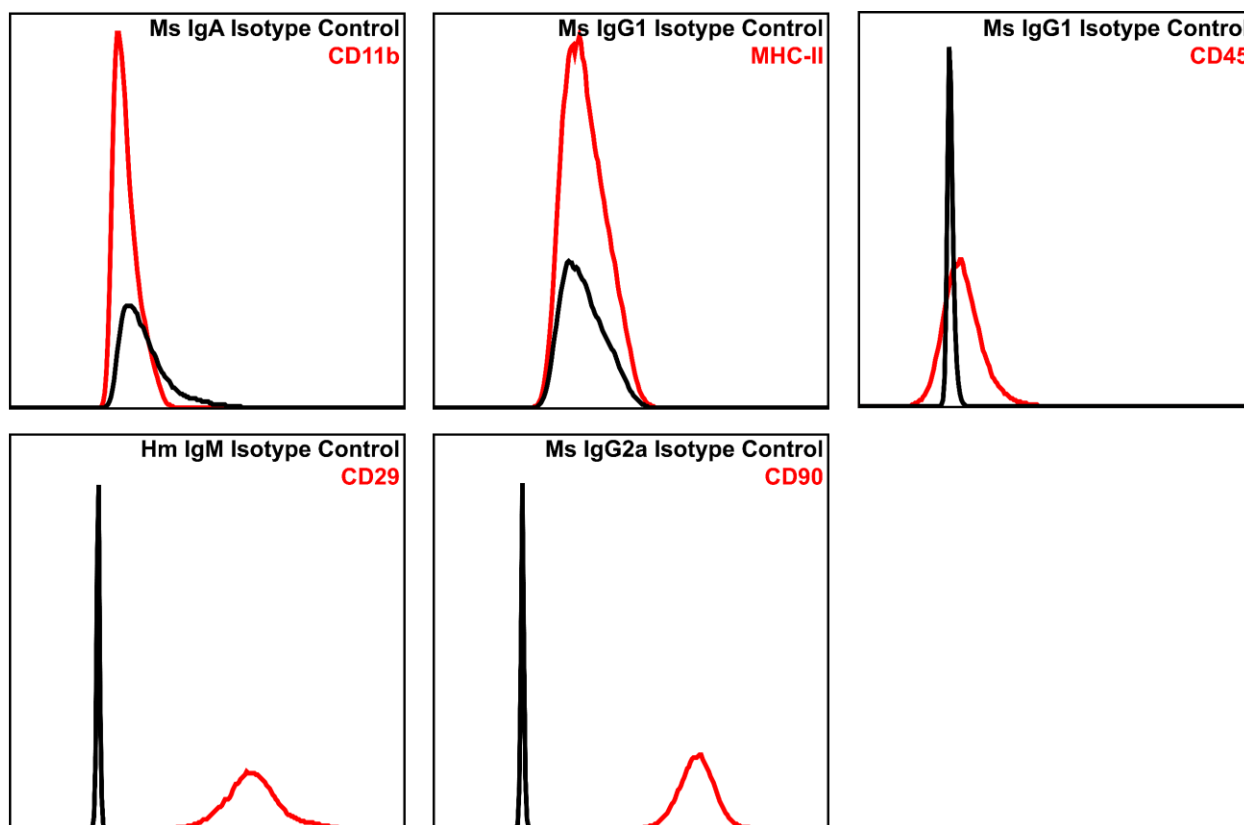 Ms IgA Isotype Control
CD11b
Ms IgG1 Isotype Control
MHC-II
Ms IgG1 Isotype Control
CD45
Hm IgM Isotype Control
CD29
Ms IgG2a Isotype Control
CD90